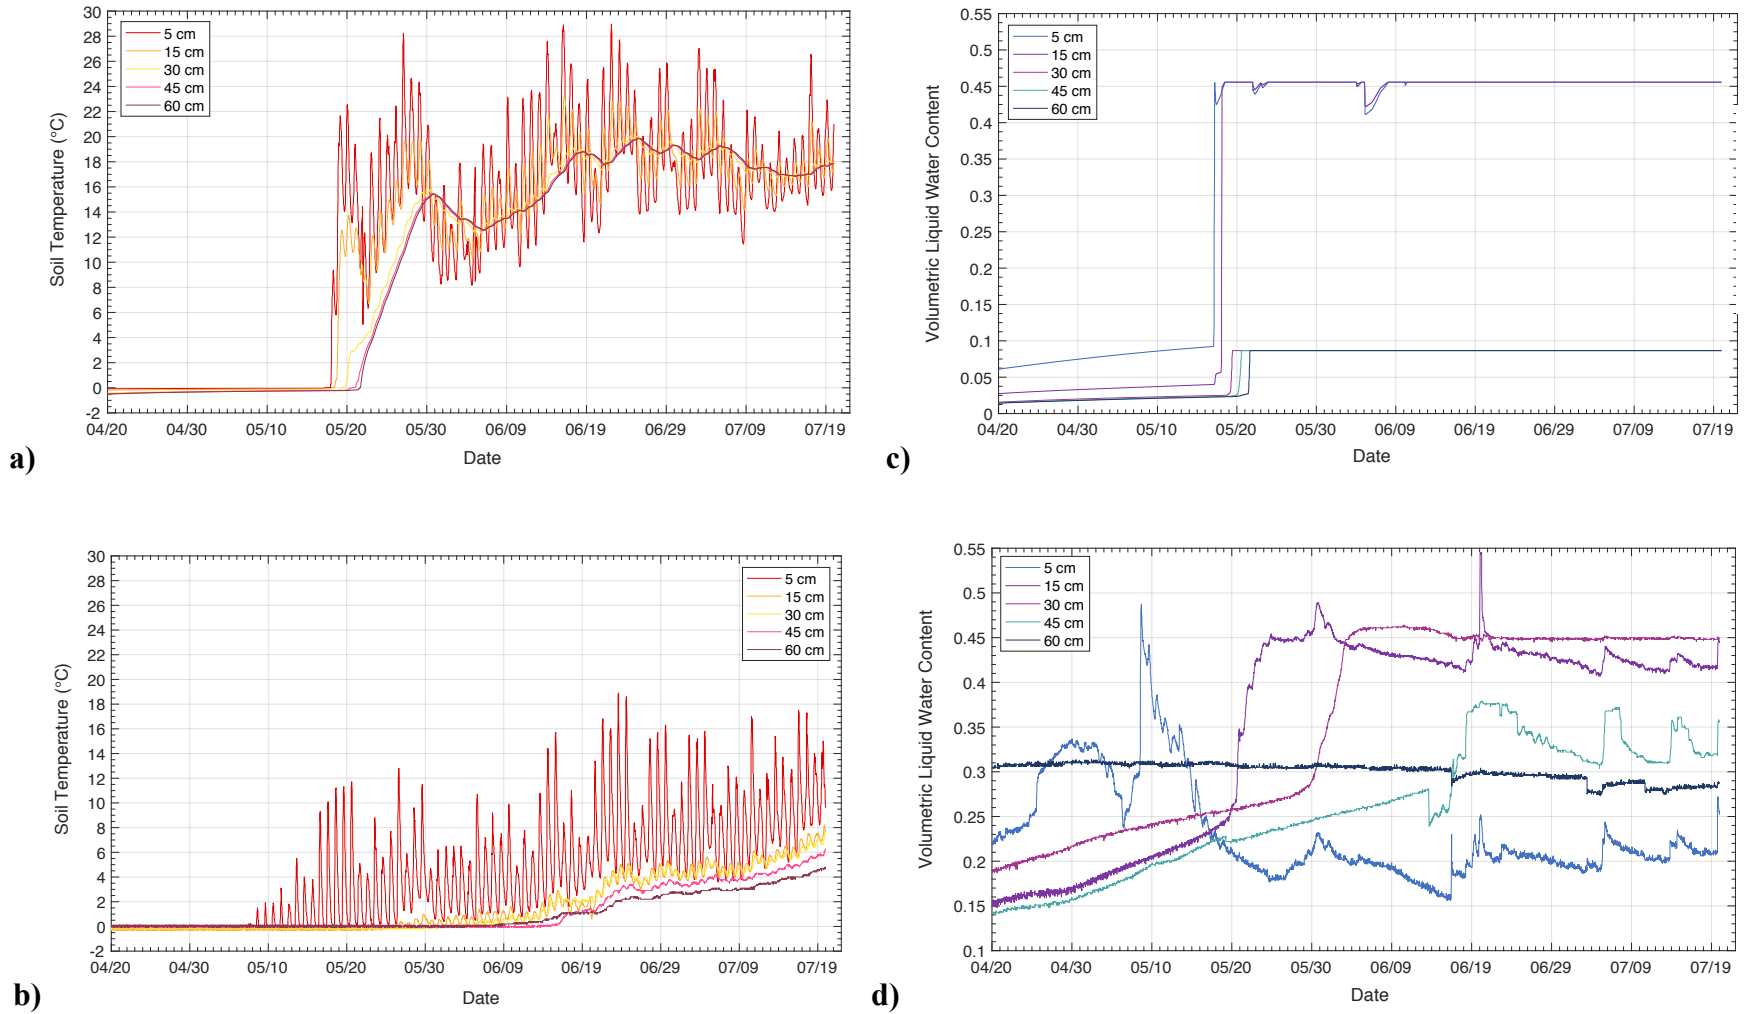 30
28
26
24
22
20
18
16
14
12
10
8
6
4
2
0
-2
Soil Temperature (°C)
5 cm
15 cm
30 cm
45 cm
60 cm
04/20 04/30 05/10 05/20 05/30 06/09 06/19 06/29 07/09 07/19
Date
a)
0.55
0.5
0.45
0.4
0.35
0.3
0.25
0.2
0.15
0.1
0.05
0
Volumetric Liquid Water Content
5 cm
15 cm
30 cm
45 cm
60 cm
04/20 04/30 05/10 05/20 05/30 06/09 06/19 06/29 07/09 07/19
Date
c)
30
28
26
24
22
20
18
16
14
12
10
8
6
4
2
0
-2
Soil Temperature (°C)
5 cm
15 cm
30 cm
45 cm
60 cm
04/20 04/30 05/10 05/20 05/30 06/09 06/19 06/29 07/09 07/19
Date
b)
0.55
0.5
0.45
0.4
0.35
0.3
0.25
0.2
0.15
0.1
Volumetric Liquid Water Content
5 cm
15 cm
30 cm
45 cm
60 cm
04/20 04/30 05/10 05/20 05/30 06/09 06/19 06/29 07/09 07/19
Date
d)